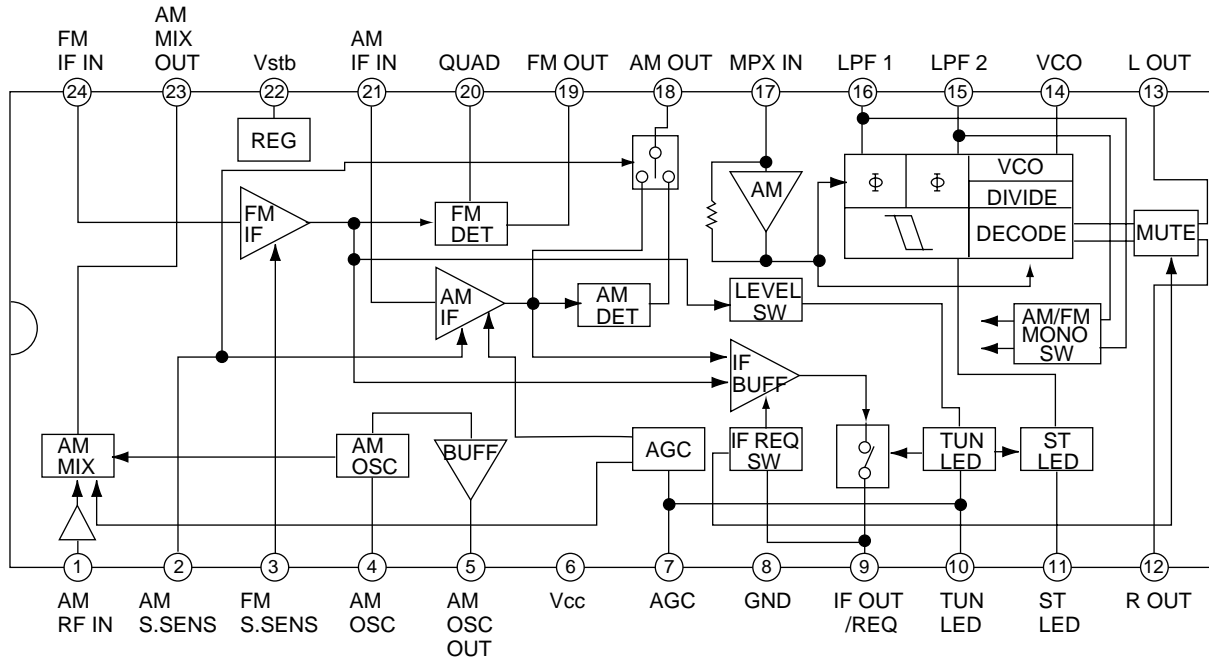 AM
FM
MIX
AM
IF IN
OUT
Vstb
IF IN
QUAD
FM OUT
AM OUT
MPX IN
LPF 1
LPF 2
VCO
L OUT
24
23
22
21
20
19
18
17
16
15
14
13
REG
FM
IF
FM
DET
AM
Φ
Φ
VCO
DIVIDE
DECODE
MUTE
AM
IF
AM
DET
LEVEL
SW
AM/FM
MONO
SW
IF
BUFF
AM
MIX
AM
OSC
BUFF
AGC
IF REQ
SW
TUN
LED
ST
LED
1
2
3
4
5
6
7
8
9
10
11
12
AM
RF IN
AM
S.SENS
FM
S.SENS
AM
OSC
AM
OSC
OUT
Vcc
AGC
GND
IF OUT
/REQ
TUN
LED
ST
LED
R OUT